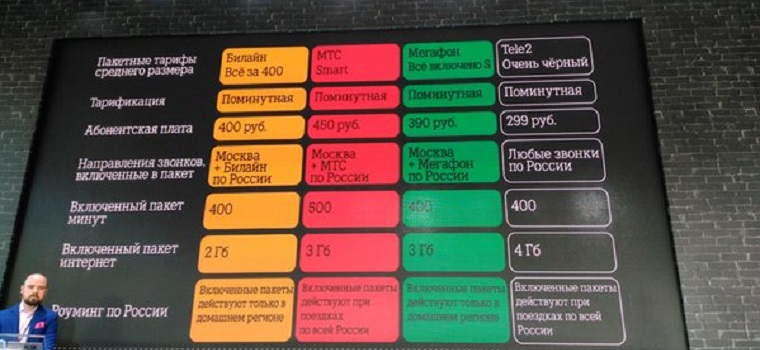 Пакетные тарифы
среднего размера
Билайн
Всё за 400
МТС
Smart
Мегафон
Всё включено S
Tele2
Очень чёрный
Тарификация
Поминутная
Поминутная
Поминутная
Поминутная
Абонентская плата
400 руб.
450 руб.
390 руб.
299 руб.
Направления звонков,
включенные в пакет
Москва
+ Билайн
по России
Москва
+ МТС
по России
Москва
+ Мегафон
по России
Любые звонки
по России
Включенный пакет
минут
400
500
400
400
Включенный пакет
интернет
2 Гб
3 Гб
3 Гб
4 Гб
Роуминг по России
Включенные пакеты
действуют только в
домашнем регионе
Включенные пакеты
действуют при
поездках
по всей России
Включенные пакеты
действуют только в
домашнем регионе
Включенные пакеты
действуют при
поездках по всей
России